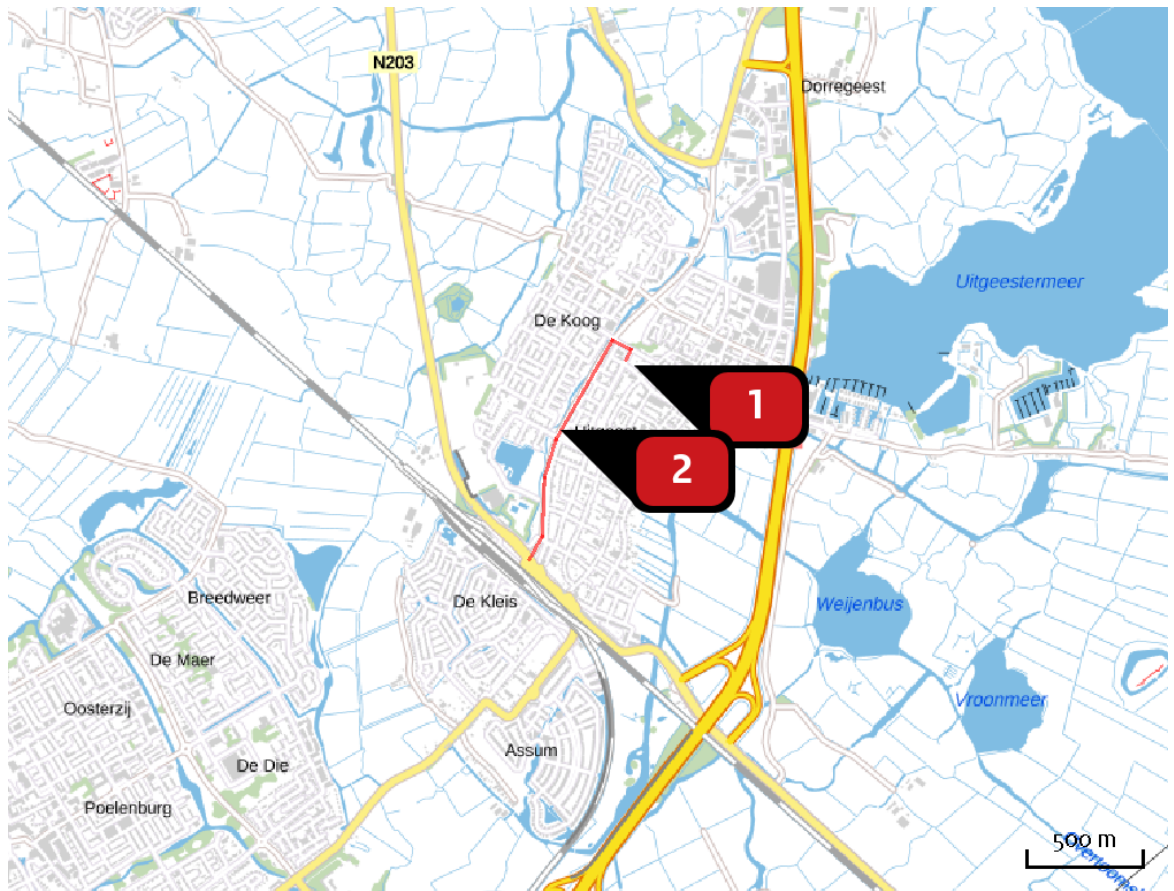 N203
Dorregeest
Uitgeestermeer
De Koog
1
2
Breedweer
De Kleis
Weijenbus
De Maer
Oosterzij
Vroonmeer
Assum
De Die
Poelenburg
500 m